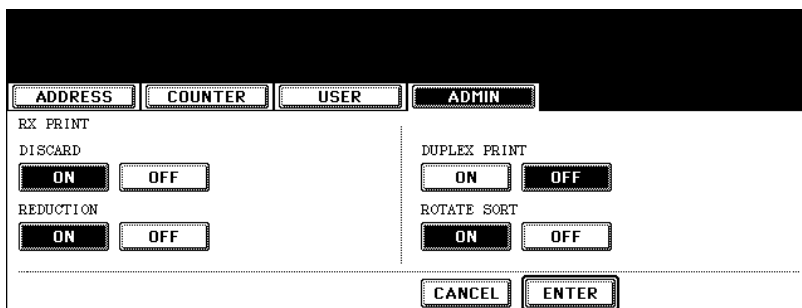 ADDRESS COUNTER USER ADMIN
RX PRINT
DISCARD
ON OFF
REDUCTION
ON OFF
DUPLEX PRINT
ON OFF
ROTATE SORT
ON OFF
CANCEL ENTER